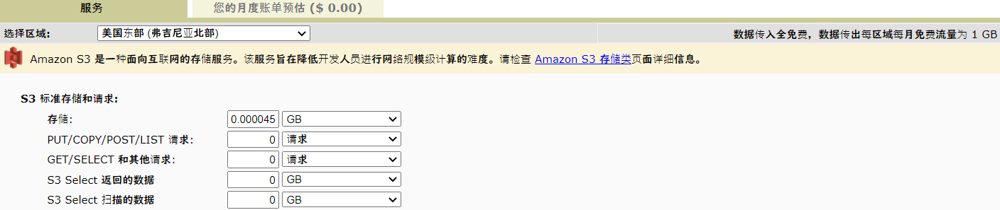 服务 您的月度账单预估 ($ 0.00)
选择区域: 美国东部 (弗吉尼亚北部) 数据传入全免费，数据传出每区域每月免费流量为 1 GB
Amazon S3 是一种面向互联网的存储服务。该服务旨在降低开发人员进行网络规模级计算的难度。请检查 Amazon S3 存储类页面详细信息。
S3 标准存储和请求:
存储: 0.000045 GB
PUT/COPY/POST/LIST 请求: 0 请求
GET/SELECT 和其他请求: 0 请求
S3 Select 返回的数据 0 GB
S3 Select 扫描的数据 0 GB